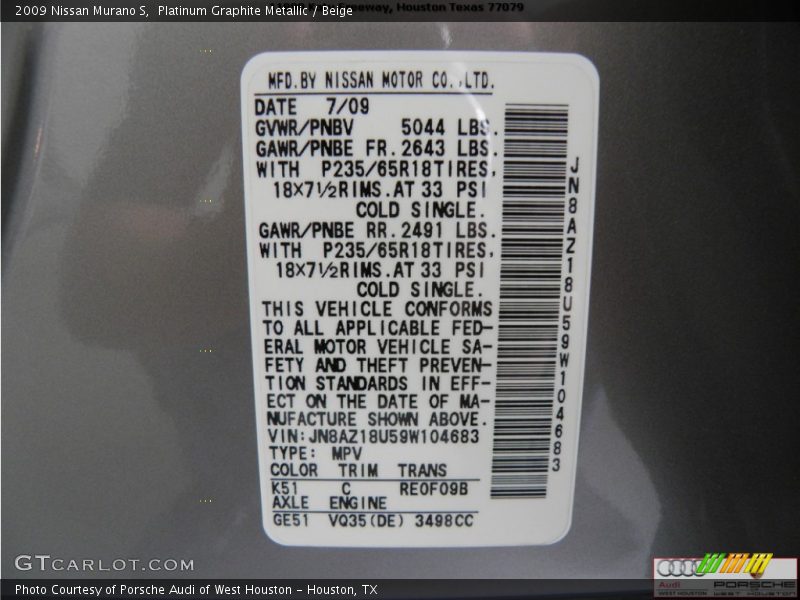 2009 Nissan Murano S,  Platinum Graphite Metallic / Beige
Freeway, Houston Texas 77079
MFD.BY NISSAN MOTOR CO.,LTD.
DATE 7/09
GVWR/PNBV 5044 LBS.
GAWR/PNBE FR. 2643 LBS.
WITH P235/65R18TIRES,
18×7½RIMS.AT 33 PSI
COLD SINGLE.
GAWR/PNBE RR. 2491 LBS.
WITH P235/65R18TIRES,
18×7½RIMS.AT 33 PSI
COLD SINGLE.
THIS VEHICLE CONFORMS
TO ALL APPLICABLE FED-
ERAL MOTOR VEHICLE SA-
FETY AND THEFT PREVEN-
TION STANDARDS IN EFF-
ECT ON THE DATE OF MA-
NUFACTURE SHOWN ABOVE.
VIN:JN8AZ18U59W104683
TYPE: MPV
COLOR TRIM TRANS
K51 C RE0F09B
AXLE ENGINE
GE51 VQ35(DE) 3498CC
JN8AZ18U59W104683
GTCARLOT.COM
Audi PORSCHE
WEST HOUSTON WEST HOUSTON
Photo Courtesy of Porsche Audi of West Houston - Houston, TX